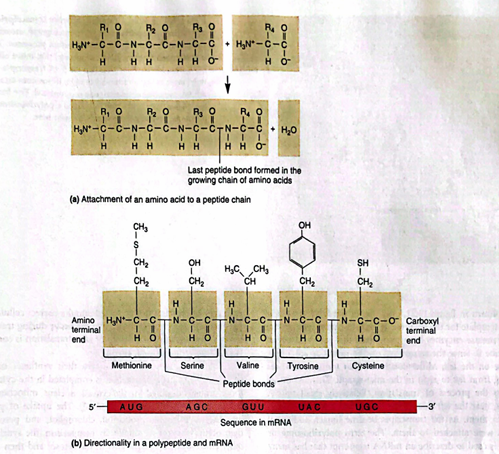 R₁ O R₂ O R₃ O R₄ O
H₃N⁺—C—C—N—C—C—N—C—C + H₃N⁺—C—C
H H H H H O⁻ H O⁻
R₁ O R₂ O R₃ O R₄ O
H₃N⁺—C—C—N—C—C—N—C—C—N—C—C + H₂O
H H H H H H H O⁻
Last peptide bond formed in the
growing chain of amino acids
(a) Attachment of an amino acid to a peptide chain
CH₃
S
CH₂
CH₂
OH
CH₂
H₃C CH₃
CH
OH
CH₂
SH
CH₂
Amino
terminal
end
H₃N⁺—C—C—N—C—C—N—C—C—N—C—C—N—C—C—O⁻
H O H H O H H O H H O H H O
Carboxyl
terminal
end
Methionine Serine Valine Tyrosine Cysteine
Peptide bonds
5′— AUG AGC GUU UAC UGC —3′
Sequence in mRNA
(b) Directionality in a polypeptide and mRNA